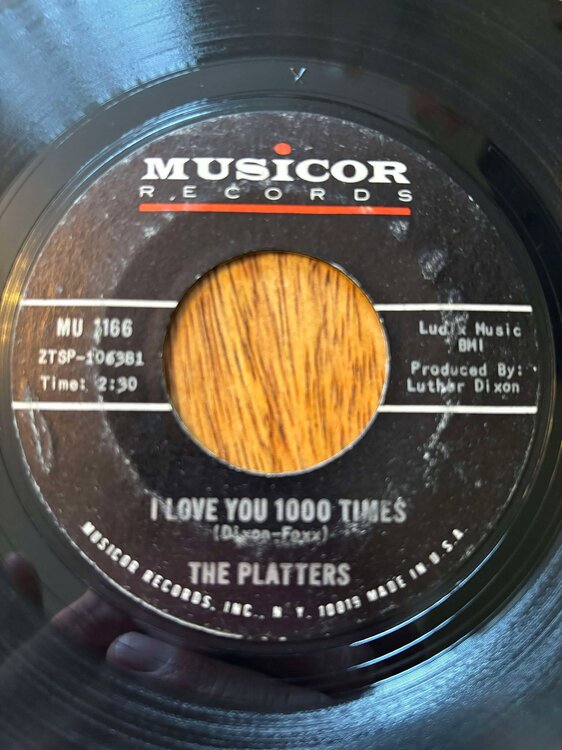 MUSICOR
RECORDS
MU 1166
ZTSP-106381
Time: 2:30
Ludix Music
BMI
Produced By:
Luther Dixon
I LOVE YOU 1000 TIMES
(Dixon-Foxx)
THE PLATTERS
MUSICOR RECORDS, INC., N. Y. 10019 MADE IN U.S.A.